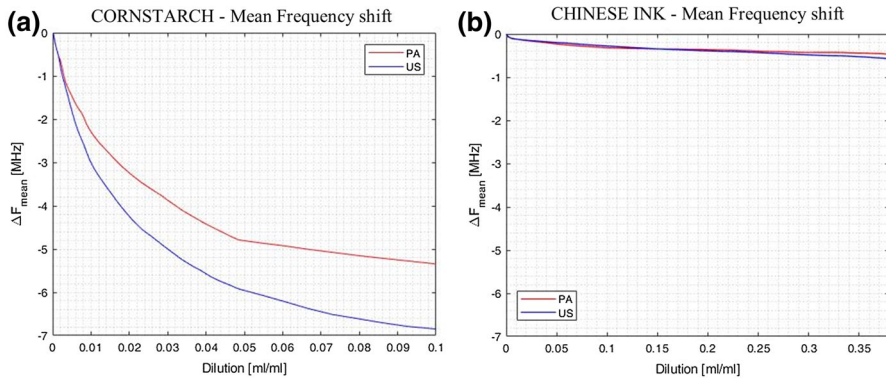 (a)
CORNSTARCH - Mean Frequency shift
0
-1
-2
-3
-4
-5
-6
-7
ΔFmean [MHz]
PA
US
0
0.01
0.02
0.03
0.04
0.05
0.06
0.07
0.08
0.09
0.1
Dilution [ml/ml]
(b)
CHINESE INK - Mean Frequency shift
0
-1
-2
-3
-4
-5
-6
-7
ΔFmean [MHz]
PA
US
0
0.05
0.1
0.15
0.2
0.25
0.3
0.35
Dilution [ml/ml]